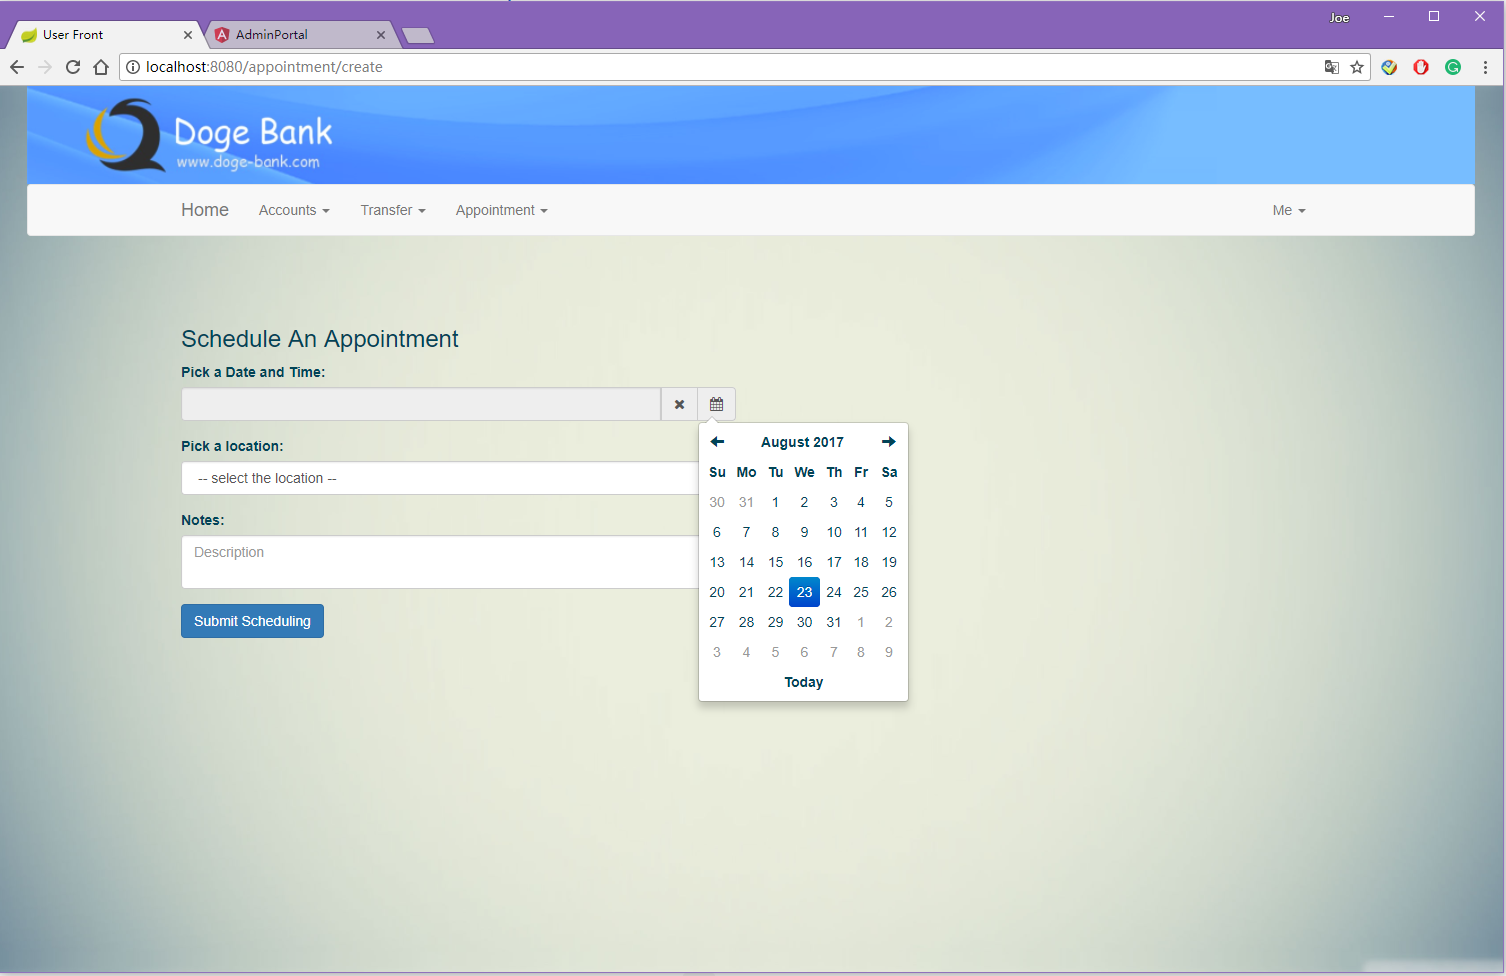 Joe
User Front
AdminPortal
localhost:8080/appointment/create
Doge Bank
www.doge-bank.com
Home Accounts Transfer Appointment Me
Schedule An Appointment
Pick a Date and Time:
Pick a location:
-- select the location --
Notes:
Description
Submit Scheduling
August 2017
Su Mo Tu We Th Fr Sa
30 31 1 2 3 4 5
6 7 8 9 10 11 12
13 14 15 16 17 18 19
20 21 22 23 24 25 26
27 28 29 30 31 1 2
3 4 5 6 7 8 9
Today